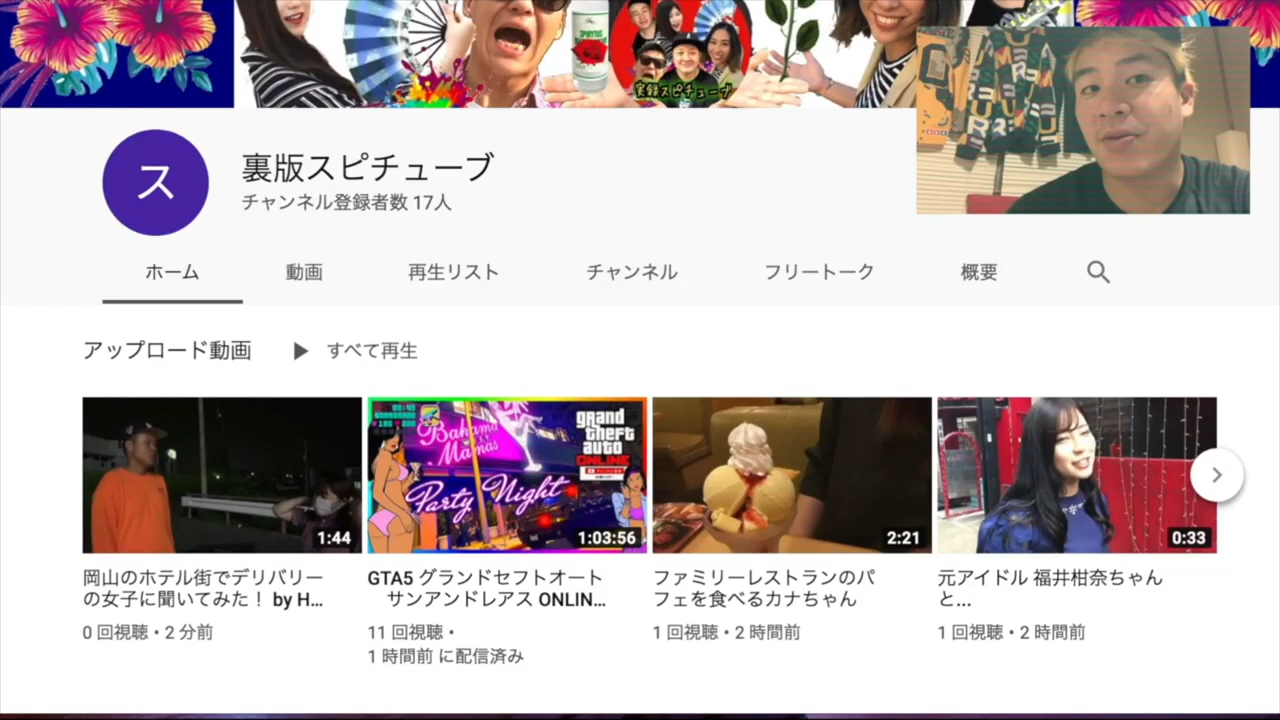 SPIRYTUS
実録スピチューブ
ス
裏版スピチューブ
チャンネル登録者数 17人
ホーム
動画
再生リスト
チャンネル
フリートーク
概要
アップロード動画
すべて再生
1:44
Bahama
Mamas
Party Night
grand
theft
auto
ONLINE
1:03:56
2:21
0:33
岡山のホテル街でデリバリー
の女子に聞いてみた！ by H...
0 回視聴・2 分前
GTA5 グランドセフトオート
サンアンドレアス ONLIN...
11 回視聴・
1 時間前 に配信済み
ファミリーレストランのパ
フェを食べるカナちゃん
1 回視聴・2 時間前
元アイドル 福井柑奈ちゃん
と...
1 回視聴・2 時間前